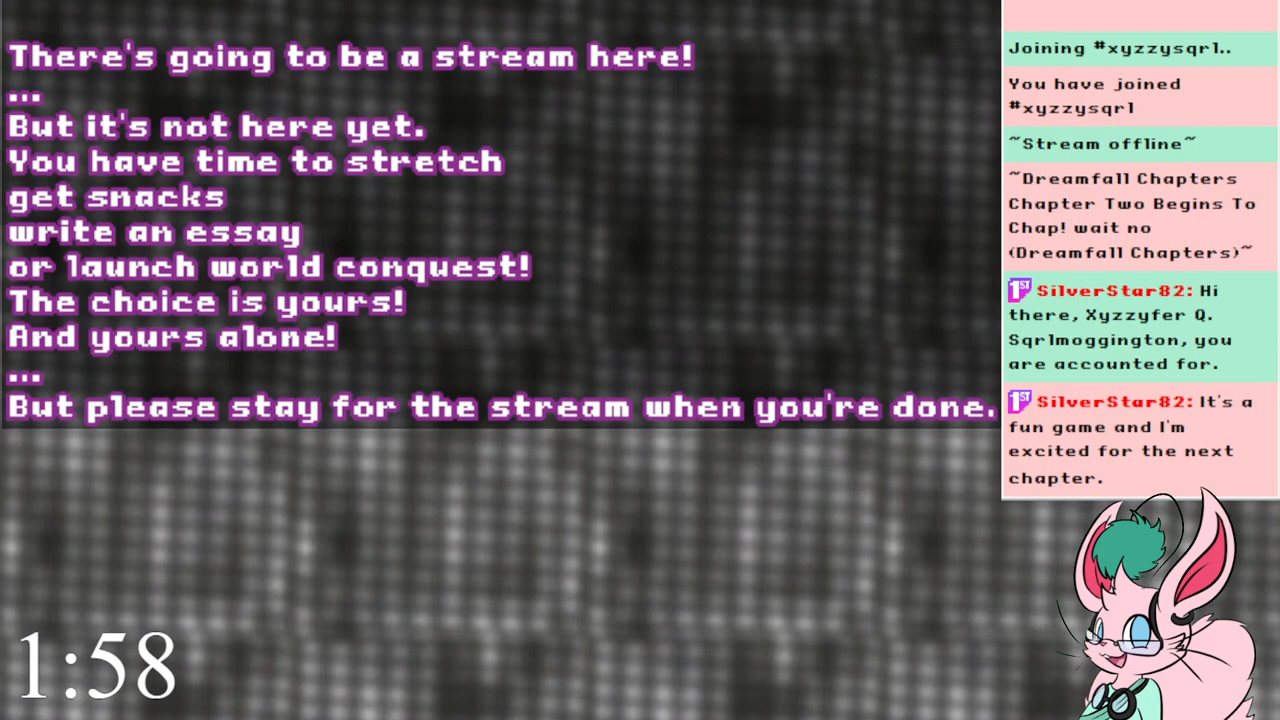 There's going to be a stream here!
...
But it's not here yet.
You have time to stretch
get snacks
write an essay
or launch world conquest!
The choice is yours!
And yours alone!
...
But please stay for the stream when you're done.
1:58
Joining #xyzzysqrl..
You have joined
#xyzzysqrl
~Stream offline~
~Dreamfall Chapters
Chapter Two Begins To
Chap! wait no
(Dreamfall Chapters)~
1ST SilverStar82: Hi
there, Xyzzyfer Q.
Sqrlmoggington, you
are accounted for.
1ST SilverStar82: It's a
fun game and I'm
excited for the next
chapter.